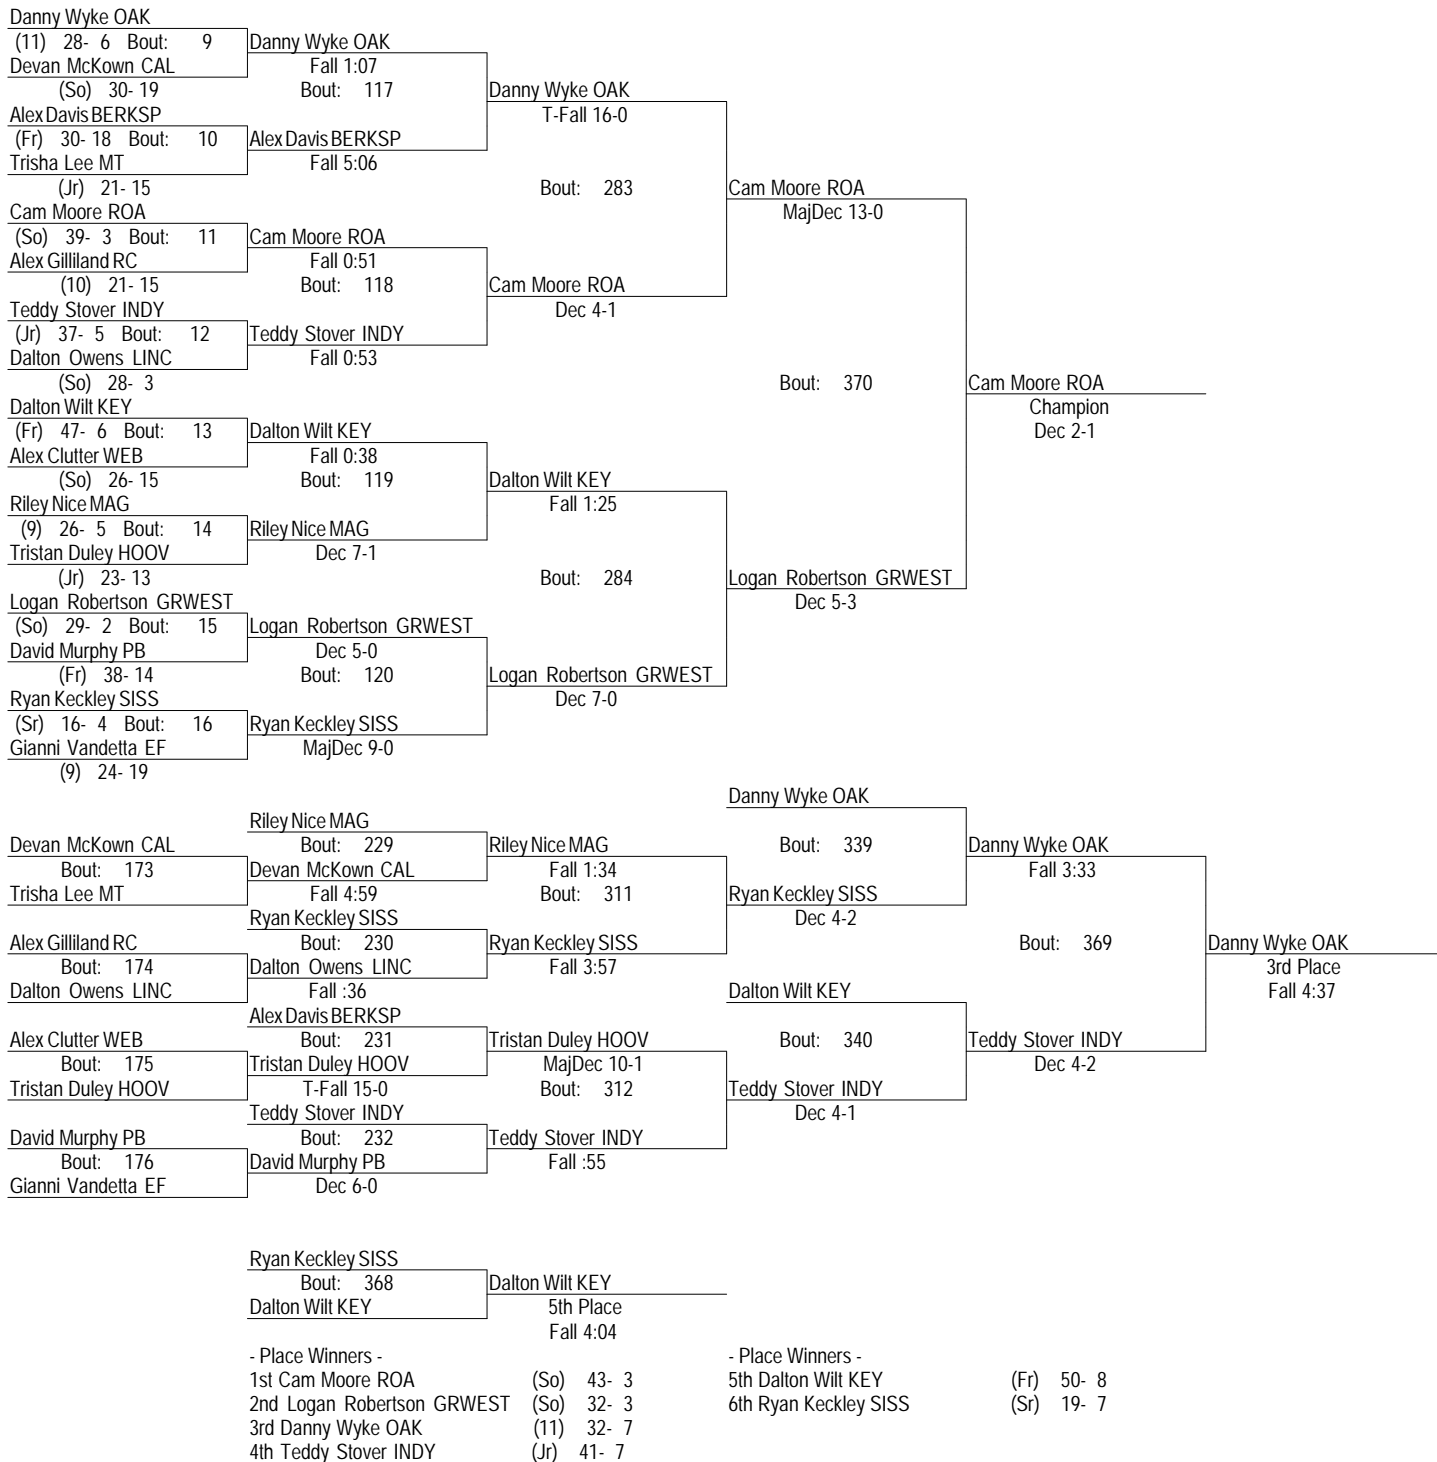 Danny Wyke OAK
(11) 28- 6 Bout: 9 Danny Wyke OAK
Devan McKown CAL Fall 1:07
(So) 30- 19 Bout: 117 Danny Wyke OAK
Alex Davis BERKSP T-Fall 16-0
(Fr) 30- 18 Bout: 10 Alex Davis BERKSP
Trisha Lee MT Fall 5:06
(Jr) 21- 15 Bout: 283 Cam Moore ROA
Cam Moore ROA MajDec 13-0
(So) 39- 3 Bout: 11 Cam Moore ROA
Alex Gilliland RC Fall 0:51
(10) 21- 15 Bout: 118 Cam Moore ROA
Teddy Stover INDY Dec 4-1
(Jr) 37- 5 Bout: 12 Teddy Stover INDY
Dalton Owens LINC Fall 0:53
(So) 28- 3 Bout: 370 Cam Moore ROA
Dalton Wilt KEY Champion
(Fr) 47- 6 Bout: 13 Dalton Wilt KEY Dec 2-1
Alex Clutter WEB Fall 0:38
(So) 26- 15 Bout: 119 Dalton Wilt KEY
Riley Nice MAG Fall 1:25
(9) 26- 5 Bout: 14 Riley Nice MAG
Tristan Duley HOOV Dec 7-1
(Jr) 23- 13 Bout: 284 Logan Robertson GRWEST
Logan Robertson GRWEST Dec 5-3
(So) 29- 2 Bout: 15 Logan Robertson GRWEST
David Murphy PB Dec 5-0
(Fr) 38- 14 Bout: 120 Logan Robertson GRWEST
Ryan Keckley SISS Dec 7-0
(Sr) 16- 4 Bout: 16 Ryan Keckley SISS
Gianni Vandetta EF MajDec 9-0
(9) 24- 19
Danny Wyke OAK
Riley Nice MAG
Devan McKown CAL Bout: 229 Riley Nice MAG Bout: 339 Danny Wyke OAK
Bout: 173 Devan McKown CAL Fall 1:34 Fall 3:33
Trisha Lee MT Fall 4:59 Bout: 311 Ryan Keckley SISS
Ryan Keckley SISS Dec 4-2
Alex Gilliland RC Bout: 230 Ryan Keckley SISS Bout: 369 Danny Wyke OAK
Bout: 174 Dalton Owens LINC Fall 3:57 3rd Place
Dalton Owens LINC Fall :36 Dalton Wilt KEY Fall 4:37
Alex Davis BERKSP
Alex Clutter WEB Bout: 231 Tristan Duley HOOV Bout: 340 Teddy Stover INDY
Bout: 175 Tristan Duley HOOV MajDec 10-1 Dec 4-2
Tristan Duley HOOV T-Fall 15-0 Bout: 312 Teddy Stover INDY
Teddy Stover INDY Dec 4-1
David Murphy PB Bout: 232 Teddy Stover INDY
Bout: 176 David Murphy PB Fall :55
Gianni Vandetta EF Dec 6-0
Ryan Keckley SISS
Bout: 368 Dalton Wilt KEY
Dalton Wilt KEY 5th Place
Fall 4:04
- Place Winners - - Place Winners -
1st Cam Moore ROA (So) 43- 3 5th Dalton Wilt KEY (Fr) 50- 8
2nd Logan Robertson GRWEST (So) 32- 3 6th Ryan Keckley SISS (Sr) 19- 7
3rd Danny Wyke OAK (11) 32- 7
4th Teddy Stover INDY (Jr) 41- 7